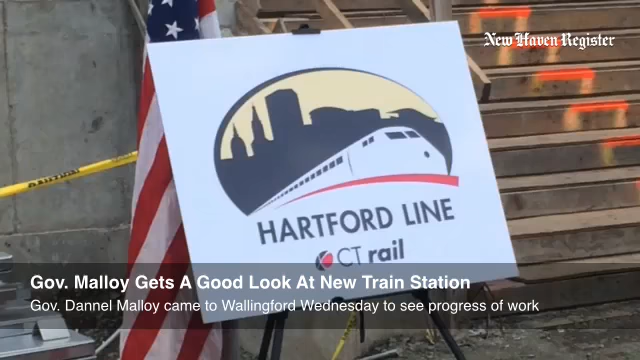 New Haven Register
CAUTION
HARTFORD LINE
CT rail
Gov. Malloy Gets A Good Look At New Train Station
Gov. Dannel Malloy came to Wallingford Wednesday to see progress of work